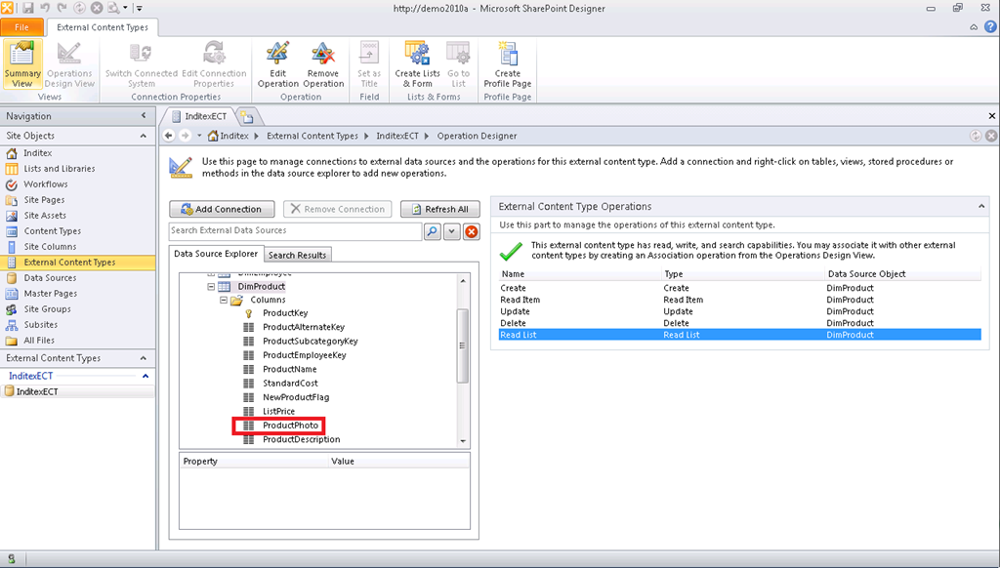 http://demo2010a - Microsoft SharePoint Designer
File
External Content Types
Summary View
Operations Design View
Switch Connected System
Edit Connection Properties
Edit Operation
Remove Operation
Set as Title
Create Lists & Form
Go to List
Create Profile Page
Views
Connection Properties
Operation
Field
Lists & Forms
Profile Page
Navigation
Site Objects
Inditex
Lists and Libraries
Workflows
Site Pages
Site Assets
Content Types
Site Columns
External Content Types
Data Sources
Master Pages
Site Groups
Subsites
All Files
External Content Types
InditexECT
InditexECT
InditexECT
Inditex
External Content Types
InditexECT
Operation Designer
Use this page to manage connections to external data sources and the operations for this external content type. Add a connection and right-click on tables, views, stored procedures or
methods in the data source explorer to add new operations.
Add Connection
Remove Connection
Refresh All
Search External Data Sources
Data Source Explorer
Search Results
DimEmployee
DimProduct
Columns
ProductKey
ProductAlternateKey
ProductSubcategoryKey
ProductEmployeeKey
ProductName
StandardCost
NewProductFlag
ListPrice
ProductPhoto
ProductDescription
Property Value
External Content Type Operations
Use this part to manage the operations of this external content type.
This external content type has read, write, and search capabilities. You may associate it with other external
content types by creating an Association operation from the Operations Design View.
Name Type Data Source Object
Create Create DimProduct
Read Item Read Item DimProduct
Update Update DimProduct
Delete Delete DimProduct
Read List Read List DimProduct